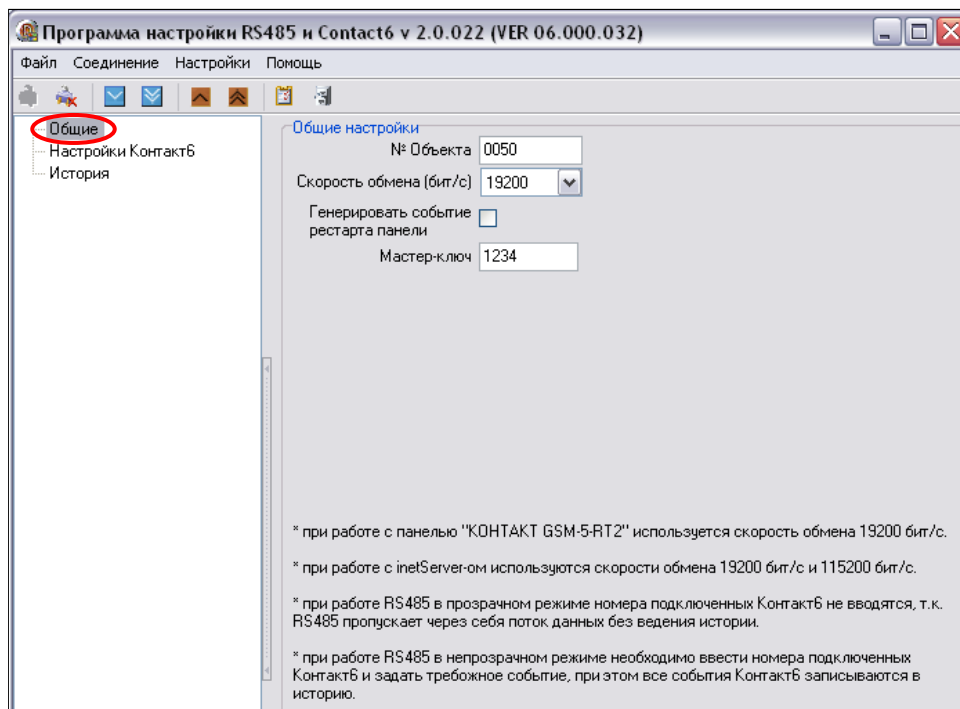 Программа настройки RS485 и Contact6 v 2.0.022 (VER 06.000.032)
Файл Соединение Настройки Помощь
Общие
Настройки Контакт6
История
Общие настройки
№ Объекта 0050
Скорость обмена (бит/с) 19200
Генерировать событие
рестарта панели
Мастер-ключ 1234
* при работе с панелью "КОНТАКТ GSM-5-RT2" используется скорость обмена 19200 бит/с.
* при работе с inetServer-ом используются скорости обмена 19200 бит/с и 115200 бит/с.
* при работе RS485 в прозрачном режиме номера подключенных Контакт6 не вводятся, т.к.
RS485 пропускает через себя поток данных без ведения истории.
* при работе RS485 в непрозрачном режиме необходимо ввести номера подключенных
Контакт6 и задать требожное событие, при этом все события Контакт6 записываются в
историю.